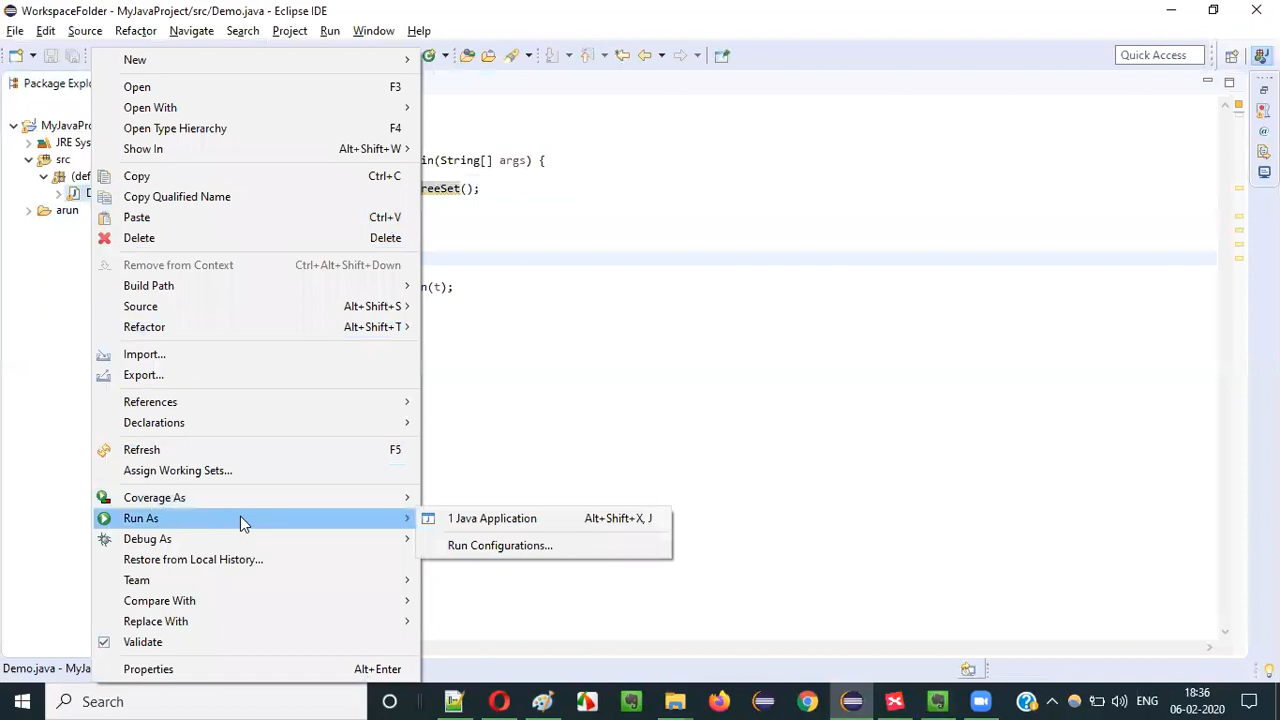 WorkspaceFolder - MyJavaProject/src/Demo.java - Eclipse IDE
File Edit Source Refactor Navigate Search Project Run Window Help
Quick Access
Package Expl
MyJavaPro
JRE Sys
src
(def
D
arun
New
Open F3
Open With
Open Type Hierarchy F4
Show In Alt+Shift+W
Copy Ctrl+C
Copy Qualified Name
Paste Ctrl+V
Delete Delete
Remove from Context Ctrl+Alt+Shift+Down
Build Path
Source Alt+Shift+S
Refactor Alt+Shift+T
Import...
Export...
References
Declarations
Refresh F5
Assign Working Sets...
Coverage As
Run As
Debug As
Restore from Local History...
Team
Compare With
Replace With
Validate
Properties Alt+Enter
1 Java Application Alt+Shift+X, J
Run Configurations...
in(String[] args) {
reeSet();
n(t);
Demo.java - MyJa
Search
ENG
18:36
06-02-2020